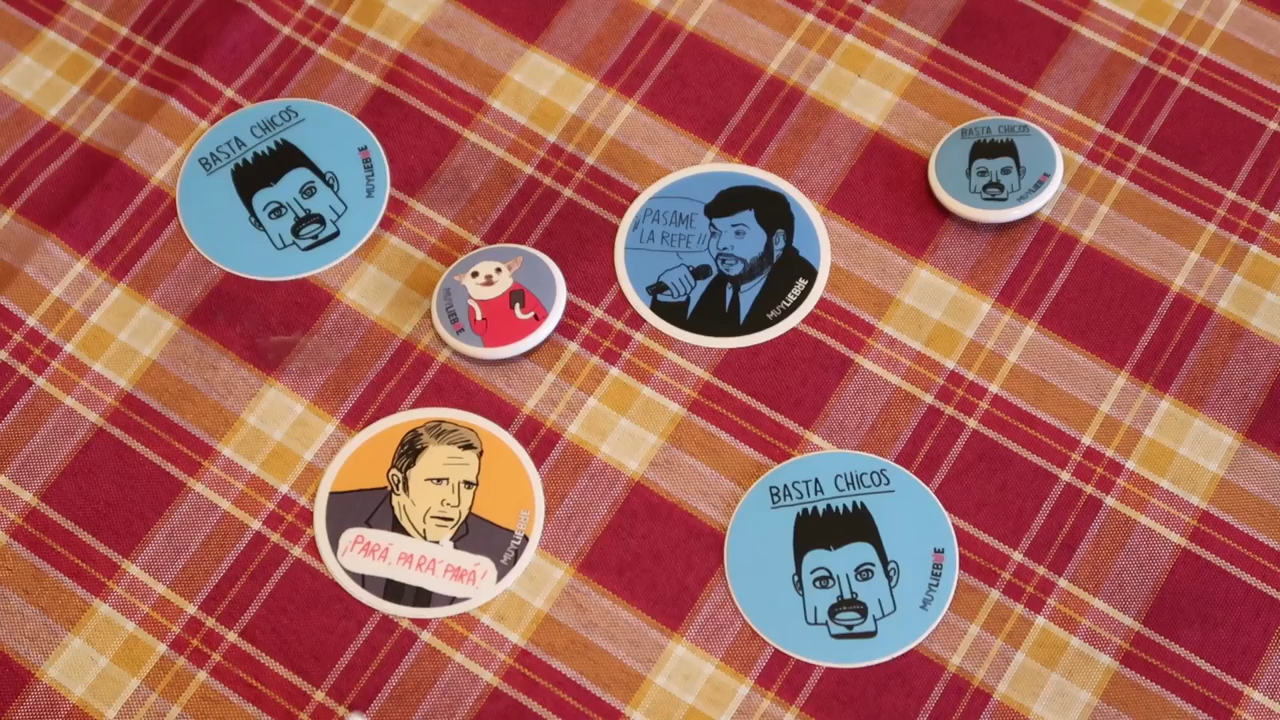 BASTA CHICOS
MUYLIEBRE
BASTA CHICOS
MUYLIEBRE
¡¡PASAME
LA REPE!!
MUYLIEBRE
MUYLIEBRE
¡PARÁ, PARÁ, PARÁ!
MUYLIEBRE
BASTA CHICOS
MUYLIEBRE